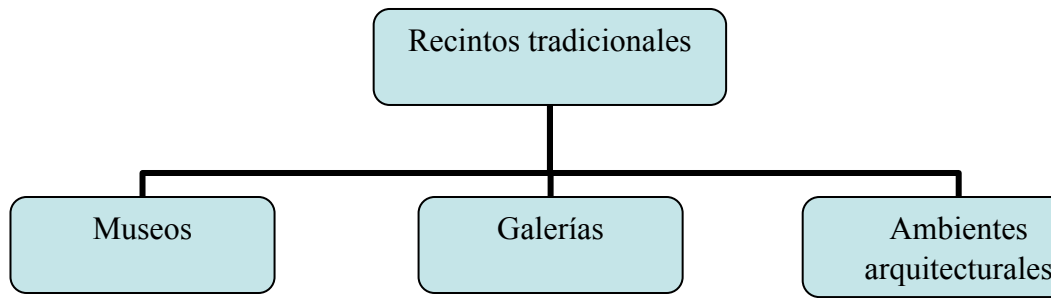 Recintos tradicionales
Museos
Galerías
Ambientes
arquitecturales